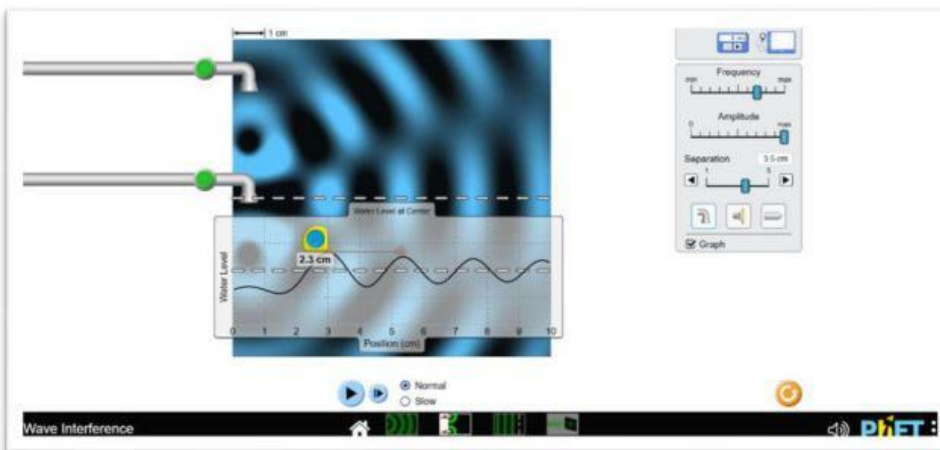 1 cm
Frequency
min
max
Amplitude
0
max
Separation
3.5 cm
1
5
Graph
Water Level at Center
Water Level
2.3 cm
0 1 2 3 4 5 6 7 8 9 10
Position (cm)
Normal
Slow
Wave Interference
PhET